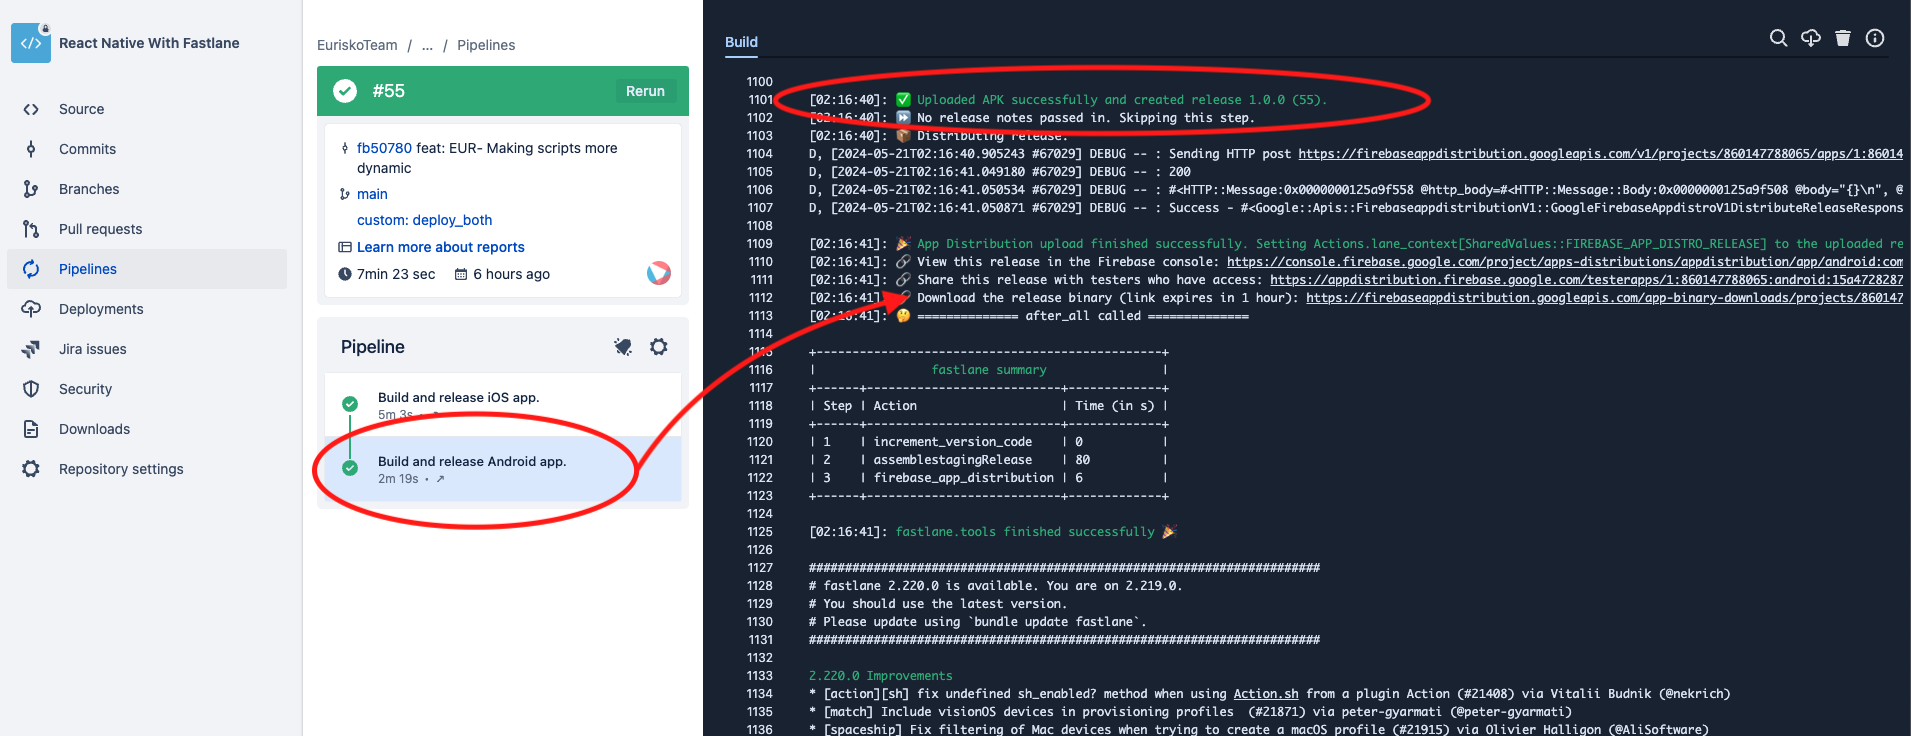 React Native With Fastlane
Source
Commits
Branches
Pull requests
Pipelines
Deployments
Jira issues
Security
Downloads
Repository settings
EuriskoTeam / ... / Pipelines
#55
Rerun
fb50780 feat: EUR- Making scripts more
dynamic
main
custom: deploy_both
Learn more about reports
7min 23 sec 6 hours ago
Pipeline
Build and release iOS app.
5m 3s
Build and release Android app.
2m 19s • ↗
Build
1100
1101 [02:16:40]: ✅ Uploaded APK successfully and created release 1.0.0 (55).
1102 [02:16:40]: ⏩ No release notes passed in. Skipping this step.
1103 [02:16:40]: 📦 Distributing release.
1104 D, [2024-05-21T02:16:40.905243 #67029] DEBUG -- : Sending HTTP post https://firebaseappdistribution.googleapis.com/v1/projects/860147788065/apps/1:86014
1105 D, [2024-05-21T02:16:41.049180 #67029] DEBUG -- : 200
1106 D, [2024-05-21T02:16:41.050534 #67029] DEBUG -- : #<HTTP::Message:0x0000000125a9f558 @http_body=#<HTTP::Message::Body:0x0000000125a9f508 @body="{}\n", @
1107 D, [2024-05-21T02:16:41.050871 #67029] DEBUG -- : Success - #<Google::Apis::FirebaseappdistributionV1::GoogleFirebaseAppdistroV1DistributeReleaseRespons
1108
1109 [02:16:41]: 🎉 App Distribution upload finished successfully. Setting Actions.lane_context[SharedValues::FIREBASE_APP_DISTRO_RELEASE] to the uploaded re
1110 [02:16:41]: 🔗 View this release in the Firebase console: https://console.firebase.google.com/project/apps-distributions/appdistribution/app/android:com
1111 [02:16:41]: 🔗 Share this release with testers who have access: https://appdistribution.firebase.google.com/testerapps/1:860147788065:android:15a4728287
1112 [02:16:41]: 🔗 Download the release binary (link expires in 1 hour): https://firebaseappdistribution.googleapis.com/app-binary-downloads/projects/860147
1113 [02:16:41]: 🤔 ============== after_all called ==============
1114
1115 +------------------------------------------------+
1116 | fastlane summary |
1117 +------+---------------------------+-------------+
1118 | Step | Action | Time (in s) |
1119 +------+---------------------------+-------------+
1120 | 1 | increment_version_code | 0 |
1121 | 2 | assemblestagingRelease | 80 |
1122 | 3 | firebase_app_distribution | 6 |
1123 +------+---------------------------+-------------+
1124
1125 [02:16:41]: fastlane.tools finished successfully 🎉
1126
1127 #######################################################################
1128 # fastlane 2.220.0 is available. You are on 2.219.0.
1129 # You should use the latest version.
1130 # Please update using `bundle update fastlane`.
1131 #######################################################################
1132
1133 2.220.0 Improvements
1134 * [action][sh] fix undefined sh_enabled? method when using Action.sh from a plugin Action (#21408) via Vitalii Budnik (@nekrich)
1135 * [match] Include visionOS devices in provisioning profiles (#21871) via peter-gyarmati (@peter-gyarmati)
1136 * [spaceship] Fix filtering of Mac devices when trying to create a macOS profile (#21915) via Olivier Halligon (@AliSoftware)